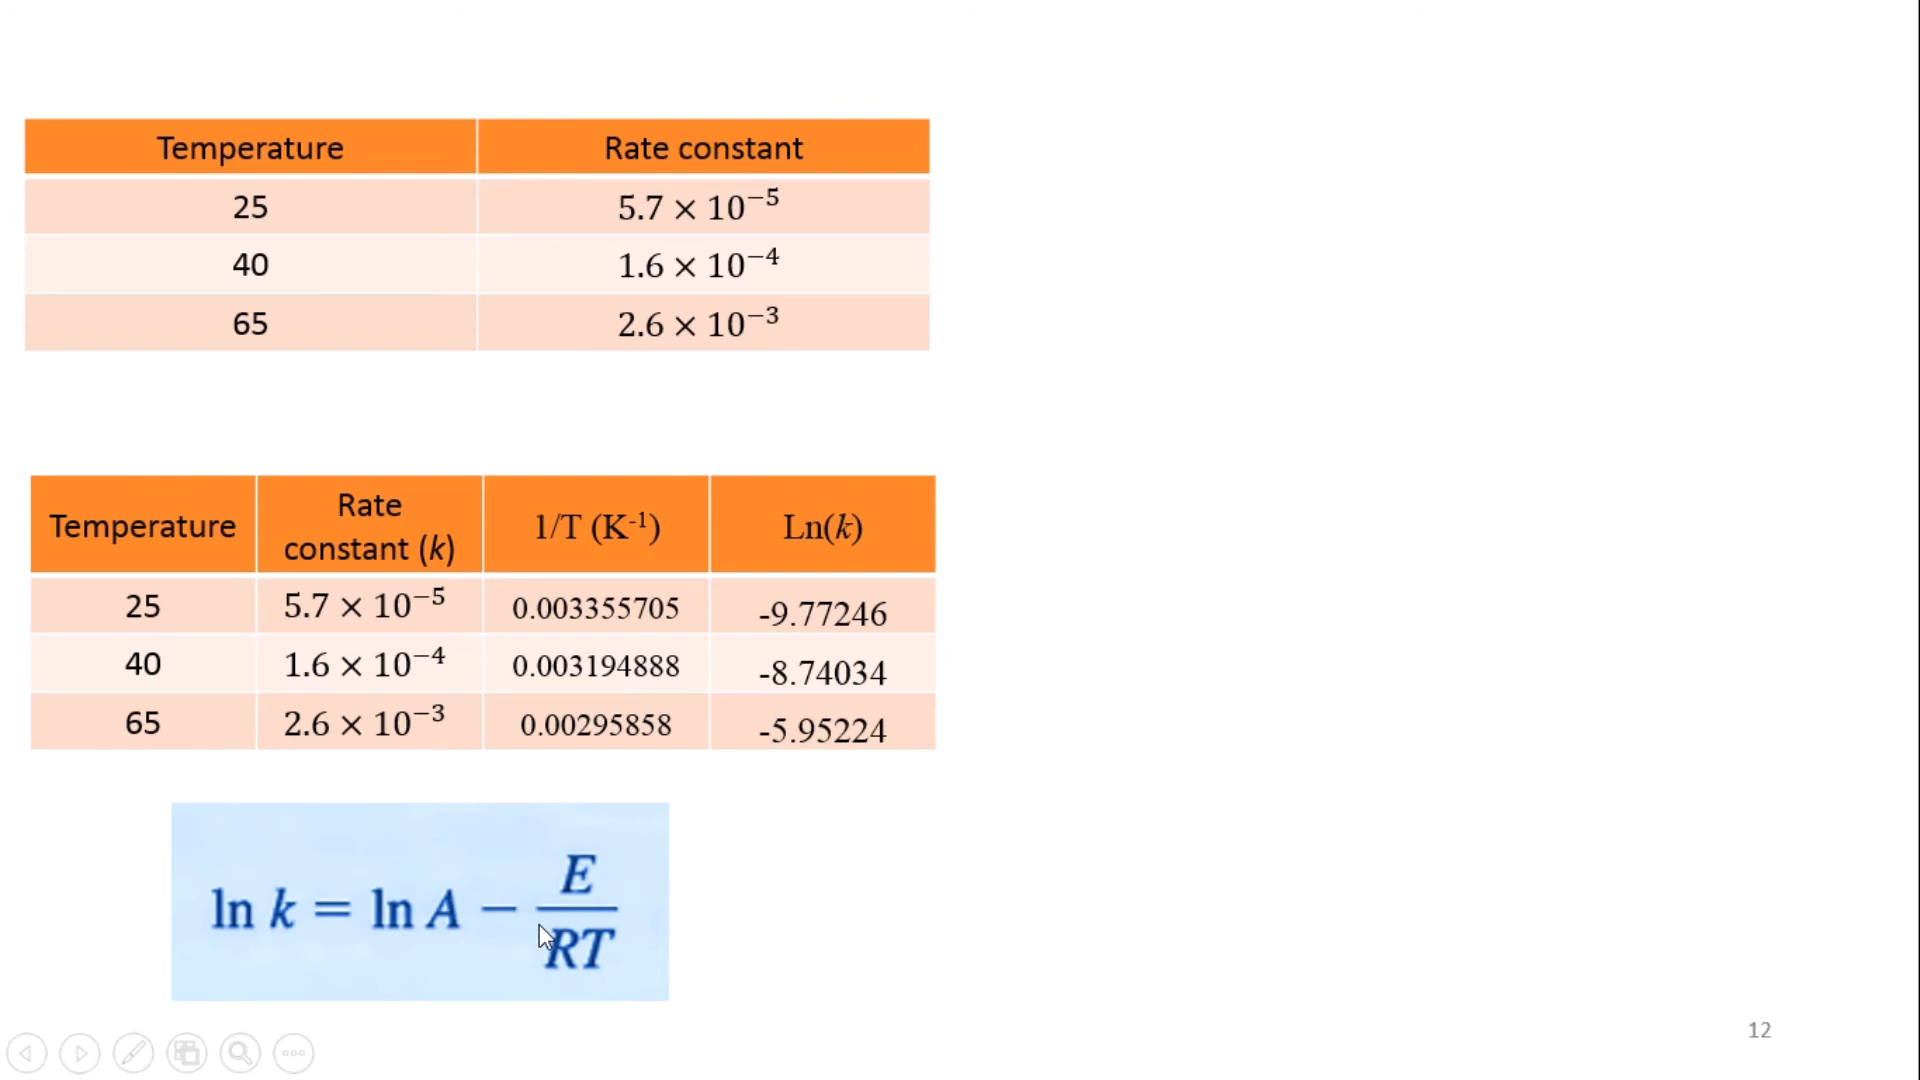 Temperature Rate constant
25 5.7 × 10⁻⁵
40 1.6 × 10⁻⁴
65 2.6 × 10⁻³
Temperature Rate constant (k) 1/T (K⁻¹) Ln(k)
25 5.7 × 10⁻⁵ 0.003355705 -9.77246
40 1.6 × 10⁻⁴ 0.003194888 -8.74034
65 2.6 × 10⁻³ 0.00295858 -5.95224
ln k = ln A − E/RT
12